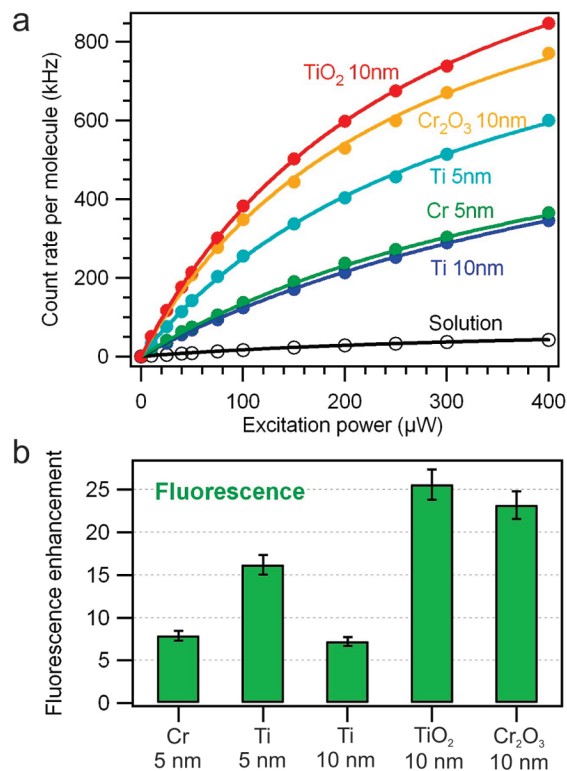 a
Count rate per molecule (kHz)
800
600
400
200
0
TiO₂ 10nm
Cr₂O₃ 10nm
Ti 5nm
Cr 5nm
Ti 10nm
Solution
0 100 200 300 400
Excitation power (µW)
b
Fluorescence enhancement
Fluorescence
25
20
15
10
5
0
Cr Ti Ti TiO₂ Cr₂O₃
5 nm 5 nm 10 nm 10 nm 10 nm